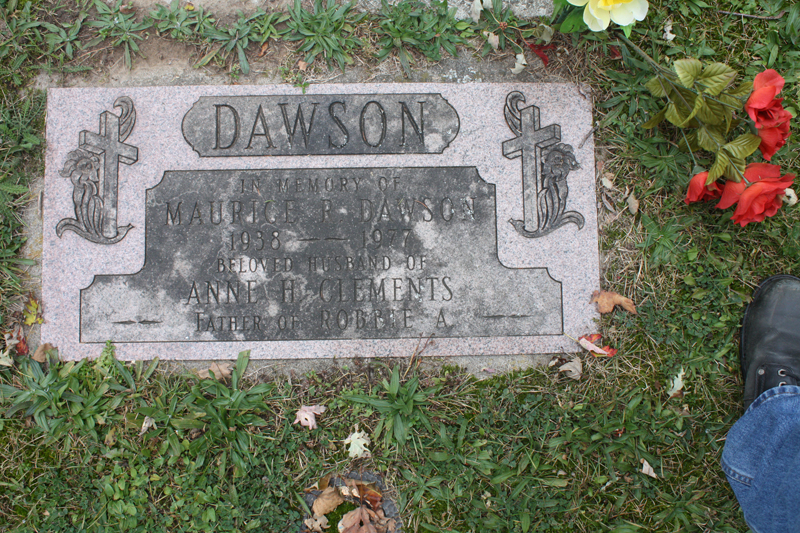 DAWSON
IN MEMORY OF
MAURICE F. DAWSON
1938 — 1977
BELOVED HUSBAND OF
ANNE H. CLEMENTS
FATHER OF ROBBIE A.